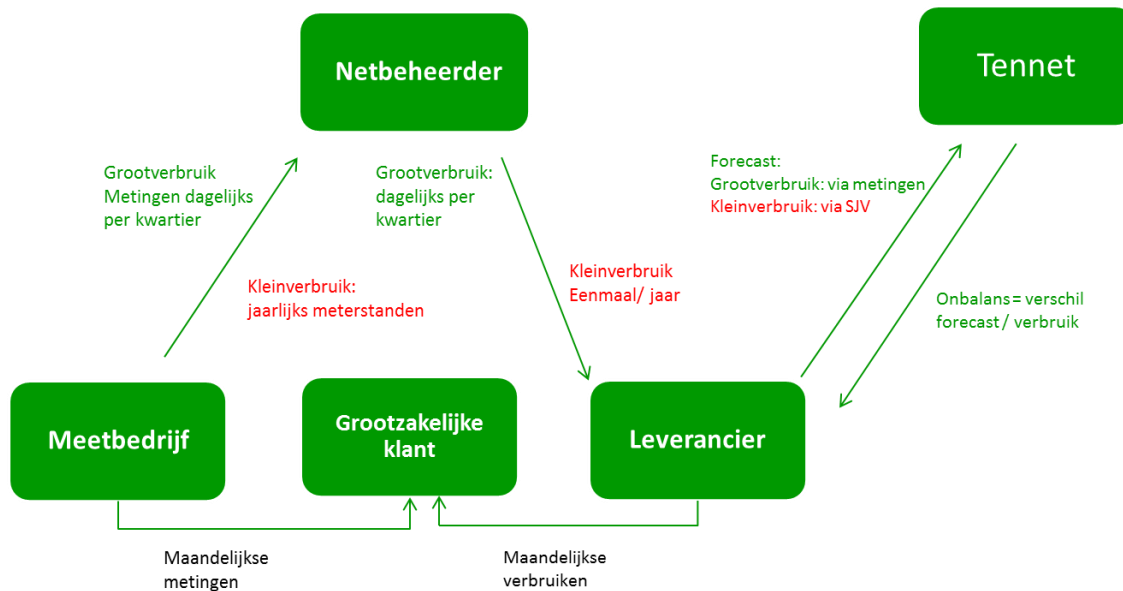 Netbeheerder
Tennet
Grootverbruik
Metingen dagelijks
per kwartier
Grootverbruik:
dagelijks per
kwartier
Forecast:
Grootverbruik: via metingen
Kleinverbruik: via SJV
Kleinverbruik:
jaarlijks meterstanden
Kleinverbruik
Eenmaal/ jaar
Onbalans = verschil
forecast / verbruik
Meetbedrijf
Grootzakelijke
klant
Leverancier
Maandelijkse
metingen
Maandelijkse
verbruiken